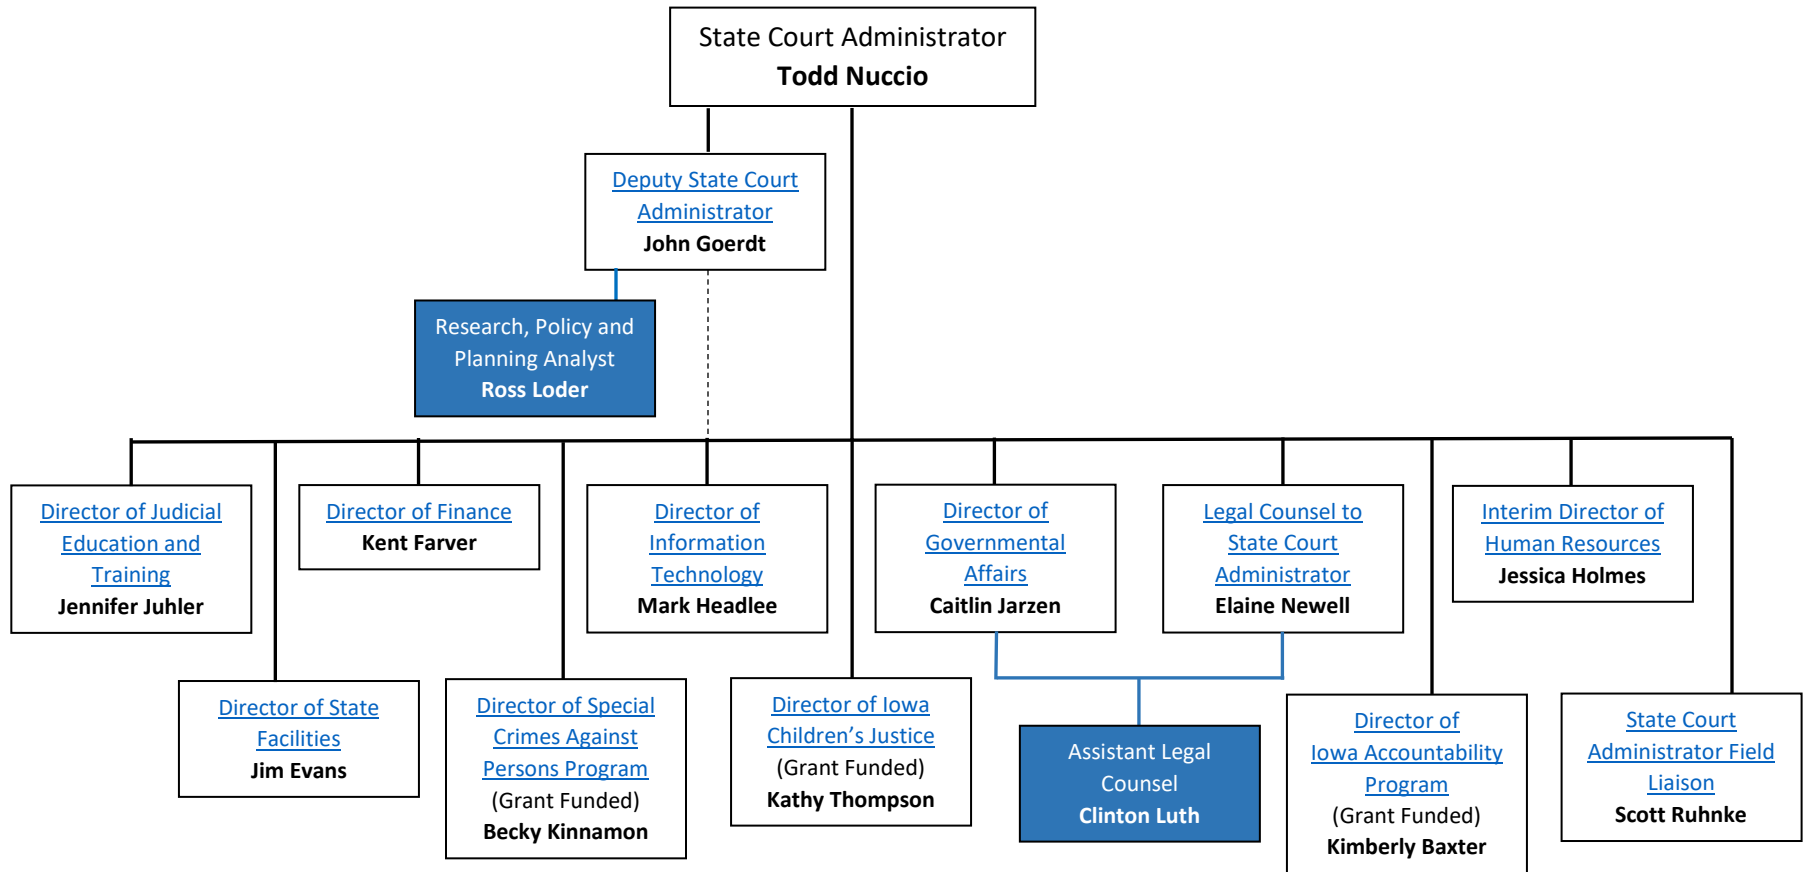 State Court Administrator
Todd Nuccio
Deputy State Court
Administrator
John Goerdt
Research, Policy and
Planning Analyst
Ross Loder
Director of Judicial
Education and
Training
Jennifer Juhler
Director of Finance
Kent Farver
Director of
Information
Technology
Mark Headlee
Director of
Governmental
Affairs
Caitlin Jarzen
Legal Counsel to
State Court
Administrator
Elaine Newell
Interim Director of
Human Resources
Jessica Holmes
Director of State
Facilities
Jim Evans
Director of Special
Crimes Against
Persons Program
(Grant Funded)
Becky Kinnamon
Director of Iowa
Children’s Justice
(Grant Funded)
Kathy Thompson
Assistant Legal
Counsel
Clinton Luth
Director of
Iowa Accountability
Program
(Grant Funded)
Kimberly Baxter
State Court
Administrator Field
Liaison
Scott Ruhnke